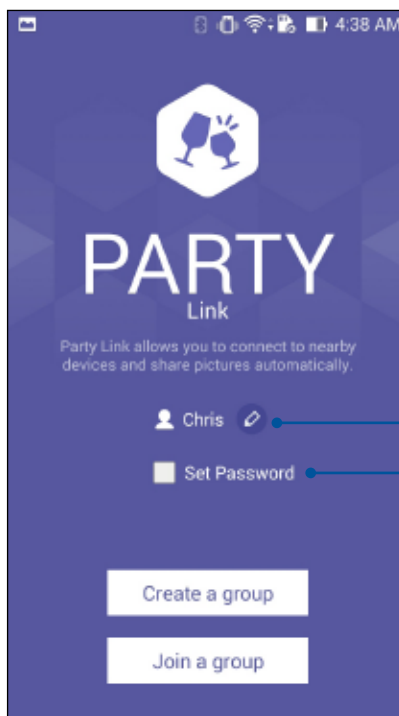 4:38 AM
PARTY
Link
Party Link allows you to connect to nearby
devices and share pictures automatically.
Chris
Set Password
Create a group
Join a group